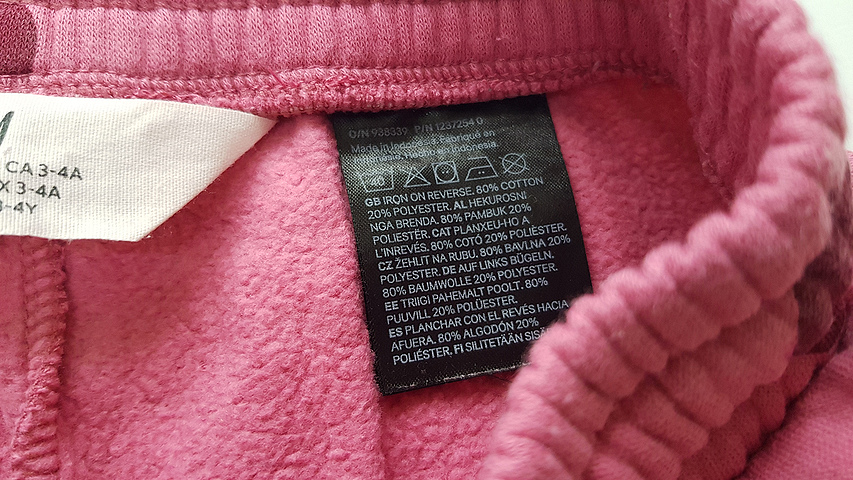 CA 3-4A
X 3-4A
3-4Y
O/N 938339 P/N 1237254 D
Made in Indonesia, Fabriqué en
Indonesia.
GB IRON ON REVERSE. 80% COTTON
20% POLYESTER. AL HEKUROSNI
NGA BRENDA. 80% PAMBUK 20%
POLIESTËR. CAT PLANXEU-HO A
L'INREVÉS. 80% COTÓ 20% POLIÈSTER.
CZ ŽEHLIT NA RUBU. 80% BAVLNA 20%
POLYESTER. DE AUF LINKS BÜGELN.
80% BAUMWOLLE 20% POLYESTER.
EE TRIIGI PAHEMALT POOLT. 80%
PUUVILL 20% POLÜESTER.
ES PLANCHAR CON EL REVÉS HACIA
AFUERA. 80% ALGODÓN 20%
POLIÉSTER. FI SILITETÄÄN